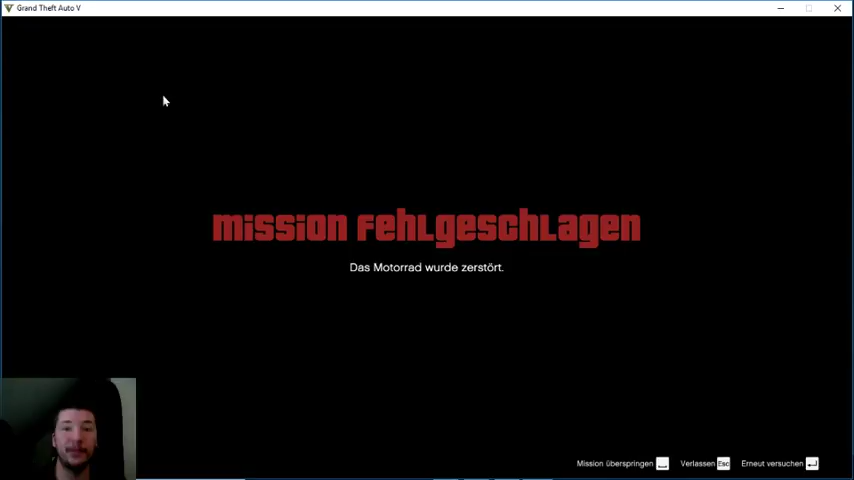 Grand Theft Auto V
mission fehlgeschlagen
Das Motorrad wurde zerstört.
Mission überspringen Verlassen Esc Erneut versuchen